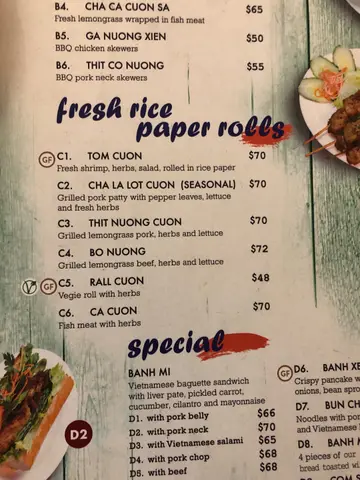 B4. CHA CA CUON SA $65
Fresh lemongrass wrapped in fish meat
B5. GA NUONG XIEN $50
BBQ chicken skewers
B6. THIT CO NUONG $55
BBQ pork neck skewers
fresh rice
paper rolls
GF C1. TOM CUON $70
Fresh shrimp, herbs, salad, rolled in rice paper
C2. CHA LA LOT CUON (SEASONAL) $70
Grilled pork patty with pepper leaves, lettuce
and fresh herbs
C3. THIT NUONG CUON $70
Grilled lemongrass pork, herbs and lettuce
C4. BO NUONG $72
Grilled lemongrass beef, herbs and lettuce
V GF C5. RALL CUON $48
Vegie roll with herbs
C6. CA CUON $70
Fish meat with herbs
special
BANH MI
Vietnamese baguette sandwich
with liver pate, pickled carrot,
cucumber, cilantro and mayonnaise
D1. with pork belly $66
D2. with pork neck $70
D3. with Vietnamese salami $65
D4. with pork chop $68
D5. with beef $68
D2
GF D6. BANH XE
Crispy pancake w
onions, bean spro
D7. BUN CH
Noodles with por
and Vietnamese
D8. BANH
4 pieces of our
bread toasted w